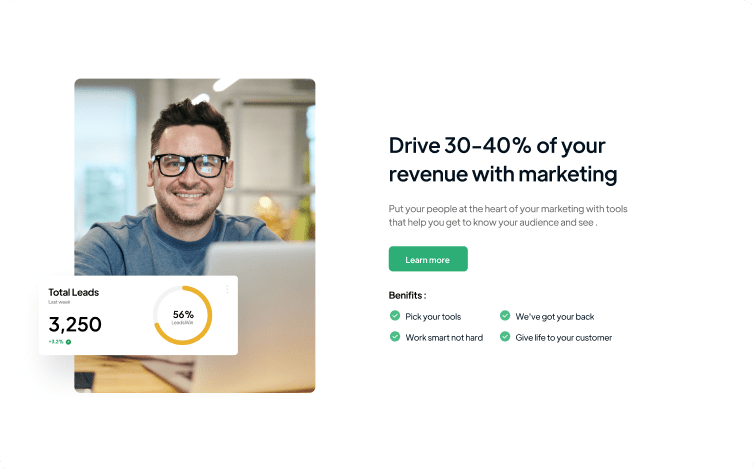 Drive 30-40% of your
revenue with marketing
Put your people at the heart of your marketing with tools
that help you get to know your audience and see .
Learn more
Benifits :
Pick your tools
We've got your back
Work smart not hard
Give life to your customer
Total Leads
Last week
3,250
+3.2%
56%
LeadsWin